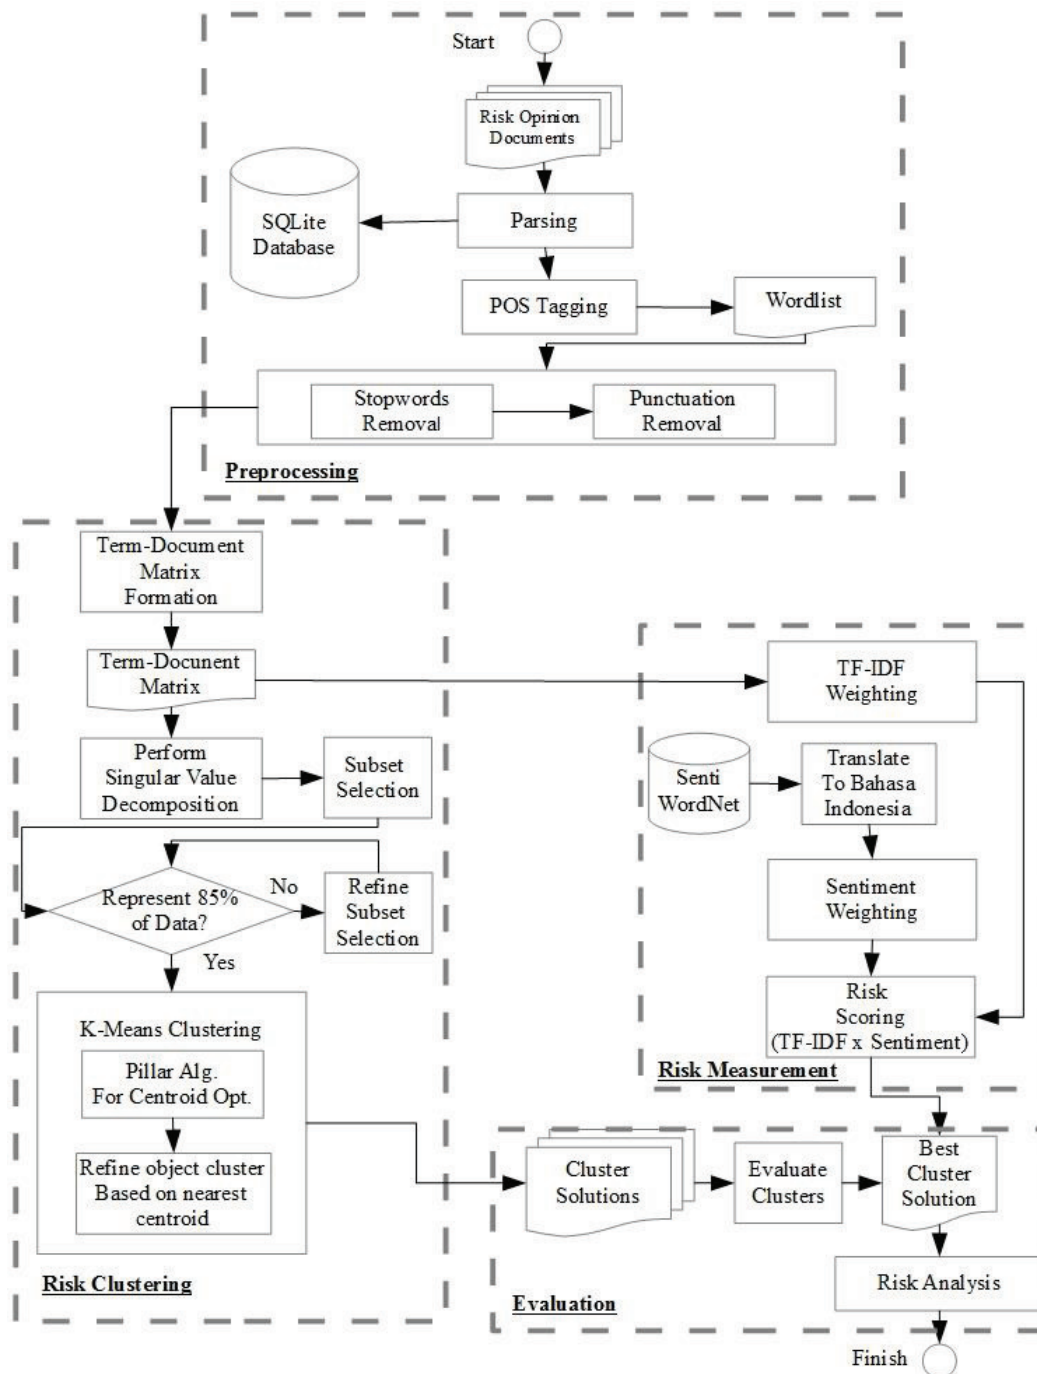 Start
Risk Opinion
Documents
SQLite
Database
Parsing
POS Tagging
Wordlist
Stopwords
Removal
Punctuation
Removal
Preprocessing
Term-Document
Matrix
Formation
Term-Docunent
Matrix
Perform
Singular Value
Decomposition
Subset
Selection
Represent 85%
of Data?
No
Refine
Subset
Selection
Yes
K-Means Clustering
Pillar Alg.
For Centroid Opt.
Refine object cluster
Based on nearest
centroid
Risk Clustering
TF-IDF
Weighting
Senti
WordNet
Translate
To Bahasa
Indonesia
Sentiment
Weighting
Risk
Scoring
(TF-IDF x Sentiment)
Risk Measurement
Cluster
Solutions
Evaluate
Clusters
Best
Cluster
Solution
Risk Analysis
Evaluation
Finish